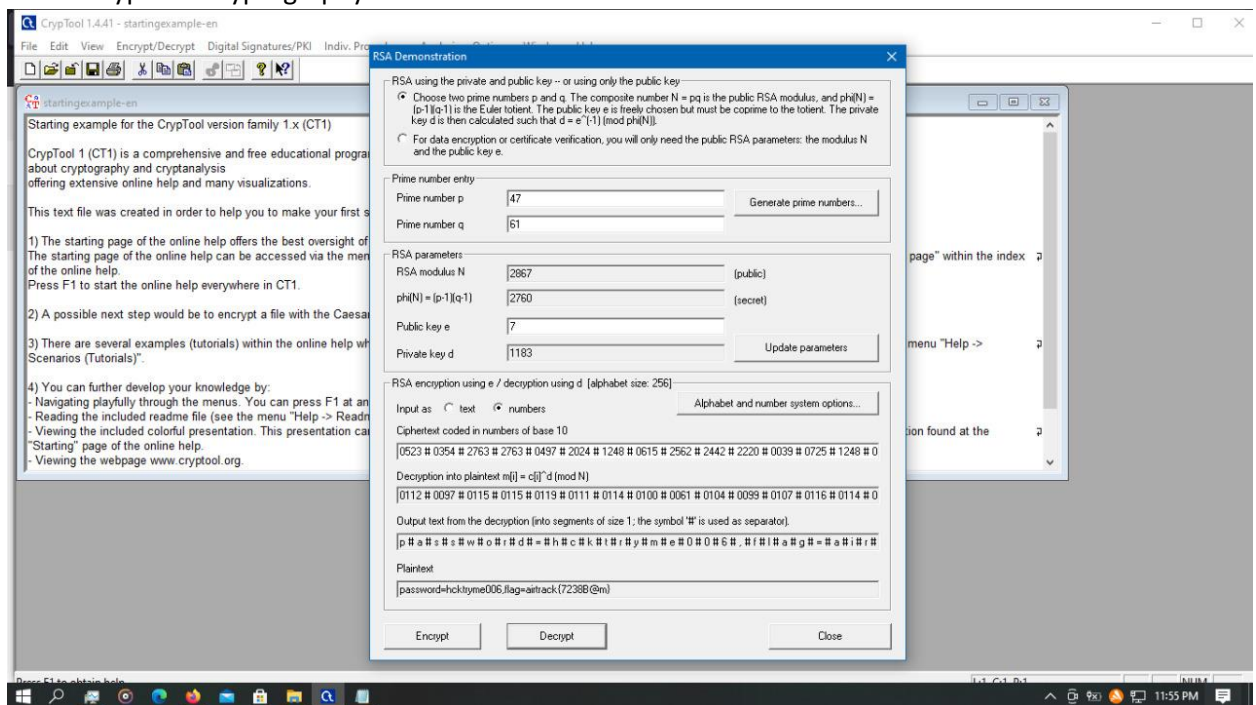 CrypTool 1.4.41 - startingexample-en
File Edit View Encrypt/Decrypt Digital Signatures/PKI Indiv.
RSA Demonstration
RSA using the private and public key -- or using only the public key
Choose two prime numbers p and q. The composite number N = pq is the public RSA modulus, and phi(N) =
(p-1)(q-1) is the Euler totient. The public key e is freely chosen but must be coprime to the totient. The private
key d is then calculated such that d = e^(-1) (mod phi(N)).
For data encryption or certificate verification, you will only need the public RSA parameters: the modulus N
and the public key e.
Prime number entry
Prime number p 47 Generate prime numbers...
Prime number q 61
RSA parameters
RSA modulus N 2867 (public)
phi(N) = (p-1)(q-1) 2760 (secret)
Public key e 7
Private key d 1183 Update parameters
RSA encryption using e / decryption using d [alphabet size: 256]
Input as text numbers Alphabet and number system options...
Ciphertext coded in numbers of base 10
0523 # 0354 # 2763 # 2763 # 0497 # 2024 # 1248 # 0615 # 2562 # 2442 # 2220 # 0039 # 0725 # 1248 # 0
Decryption into plaintext m[i] = c[i]^d (mod N)
0112 # 0097 # 0115 # 0115 # 0119 # 0111 # 0114 # 0100 # 0061 # 0104 # 0099 # 0107 # 0116 # 0114 # 0
Output text from the decryption (into segments of size 1; the symbol '#' is used as separator).
p # a # s # s # w # o # r # d # = # h # c # k # t # r # y # m # e # 0 # 0 # 6 # , # f # l # a # g # = # a # i # r #
Plaintext
password=hcktryme006,flag=airtrack{7238B@m}
Encrypt Decrypt Close
startingexample-en
Starting example for the CrypTool version family 1.x (CT1)
CrypTool 1 (CT1) is a comprehensive and free educational
about cryptography and cryptanalysis
offering extensive online help and many visualizations.
This text file was created in order to help you to make your first
1) The starting page of the online help offers the best oversight of
The starting page of the online help can be accessed via the page" within the index
of the online help.
Press F1 to start the online help everywhere in CT1.
2) A possible next step would be to encrypt a file with the
3) There are several examples (tutorials) within the online help menu "Help ->
Scenarios (Tutorials)".
4) You can further develop your knowledge by:
- Navigating playfully through the menus. You can press F1 at
- Reading the included readme file (see the menu "Help ->
- Viewing the included colorful presentation. This presentation found at the
"Starting" page of the online help.
- Viewing the webpage www.cryptool.org.
11:55 PM